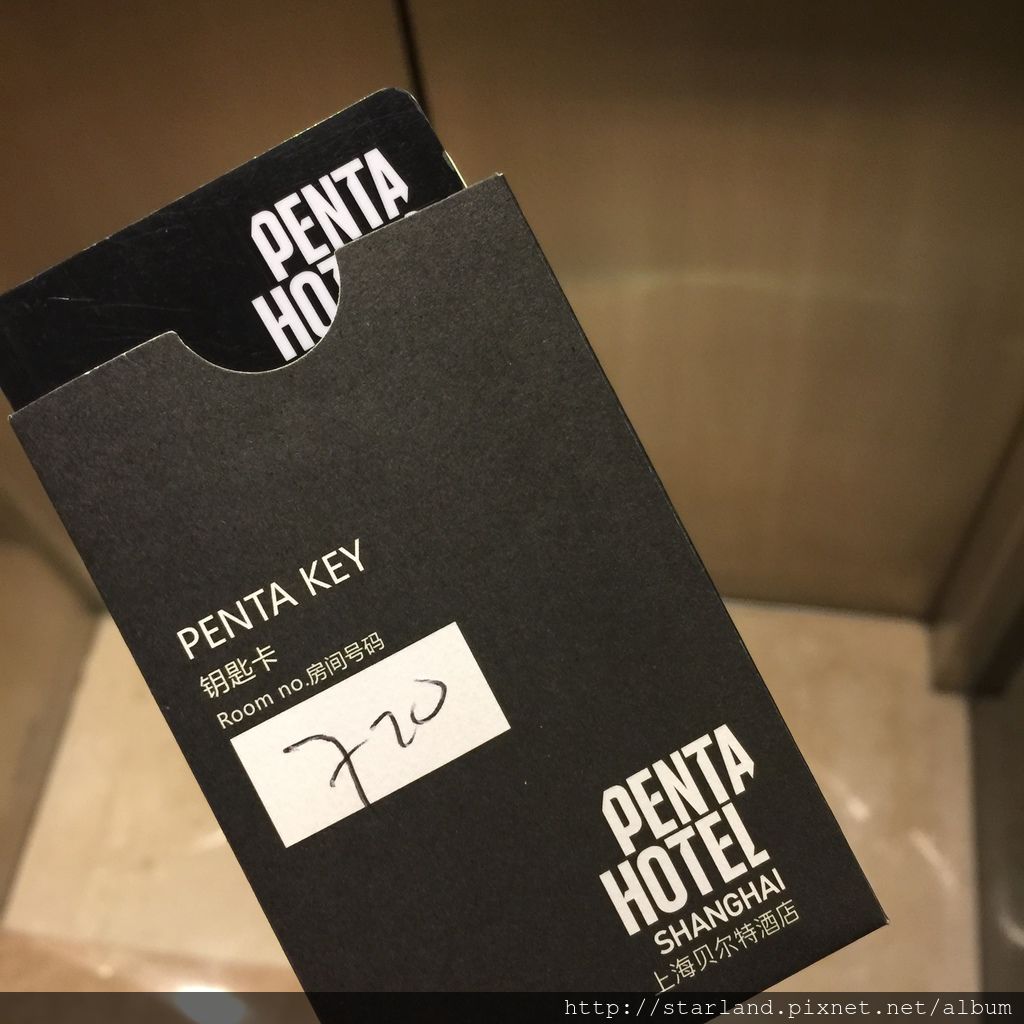 PENTA
HO
PENTA KEY
钥匙卡
Room no.房间号码
720
PENTA
HOTEL
SHANGHAI
上海贝尔特酒店
http://starland.pixnet.net/album